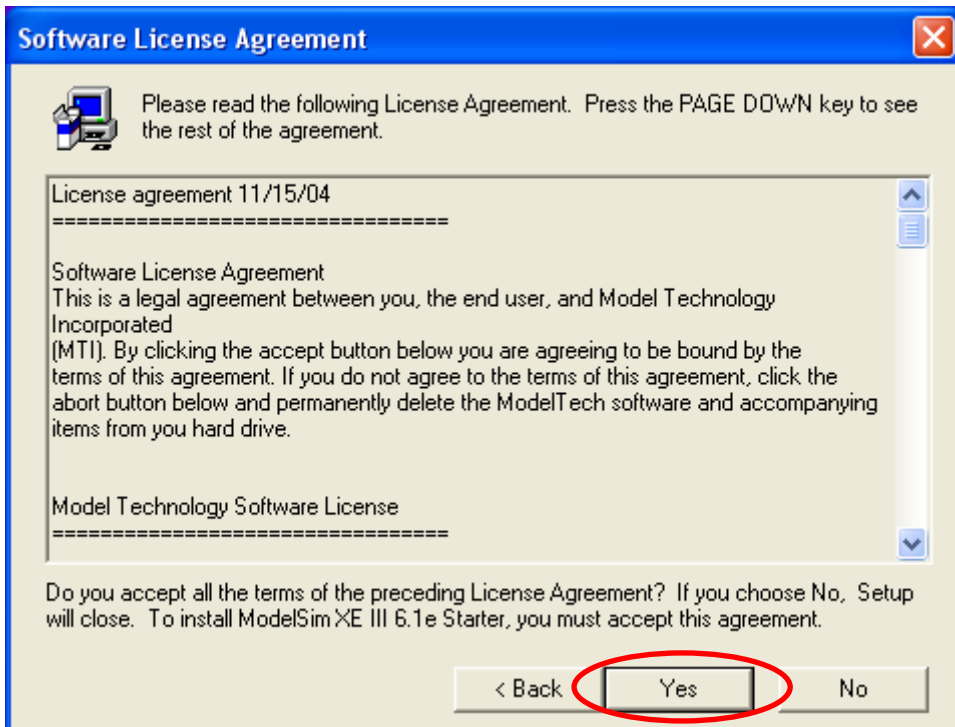 Software License Agreement
Please read the following License Agreement. Press the PAGE DOWN key to see
the rest of the agreement.
License agreement 11/15/04
=================================
Software License Agreement
This is a legal agreement between you, the end user, and Model Technology
Incorporated
(MTI). By clicking the accept button below you are agreeing to be bound by the
terms of this agreement. If you do not agree to the terms of this agreement, click the
abort button below and permanently delete the ModelTech software and accompanying
items from you hard drive.
Model Technology Software License
=================================
Do you accept all the terms of the preceding License Agreement? If you choose No, Setup
will close. To install ModelSim XE III 6.1e Starter, you must accept this agreement.
< Back Yes No